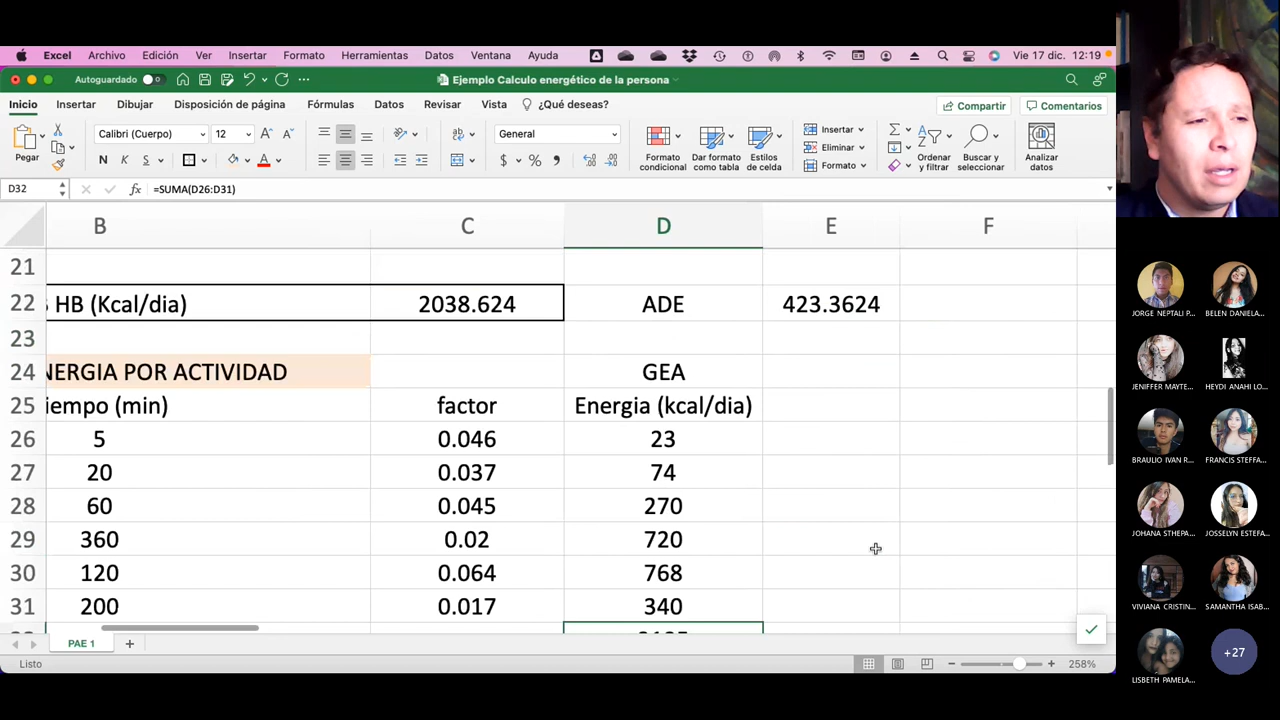 Excel Archivo Edición Ver Insertar Formato Herramientas Datos Ventana Ayuda Vie 17 dic. 12:19
Autoguardado Ejemplo Calculo energético de la persona
Inicio Insertar Dibujar Disposición de página Fórmulas Datos Revisar Vista ¿Qué deseas? Compartir Comentarios
Pegar Calibri (Cuerpo) 12 General Formato condicional Dar formato como tabla Estilos de celda Insertar Eliminar Formato Ordenar y filtrar Buscar y seleccionar Analizar datos
D32 =SUMA(D26:D31)
B C D E F
21
22 HB (Kcal/dia) 2038.624 ADE 423.3624
23
24 NERGIA POR ACTIVIDAD GEA
25 iempo (min) factor Energia (kcal/dia)
26 5 0.046 23
27 20 0.037 74
28 60 0.045 270
29 360 0.02 720
30 120 0.064 768
31 200 0.017 340
PAE 1
Listo 258%
JORGE NEPTALI P... BELEN DANIELA...
JENIFFER MAYTE... HEYDI ANAHI LO...
BRAULIO IVAN R... FRANCIS STEFFA...
JOHANA STHEPA... JOSSELYN ESTEFA...
VIVIANA CRISTIN... SAMANTHA ISAB...
LISBETH PAMELA... +27